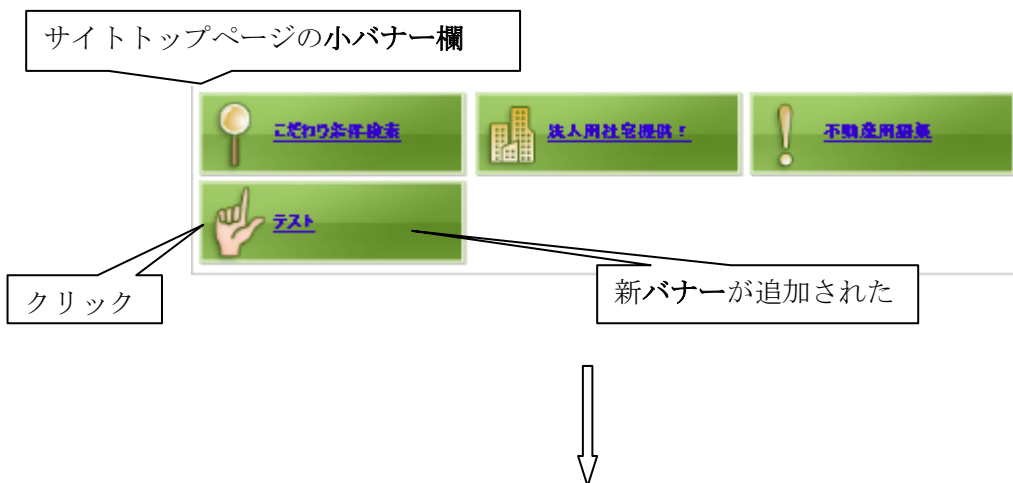 サイトトップページの小バナー欄
こだわり条件検索
法人用社宅提供!
不動産用語集
テスト
クリック
新バナーが追加された